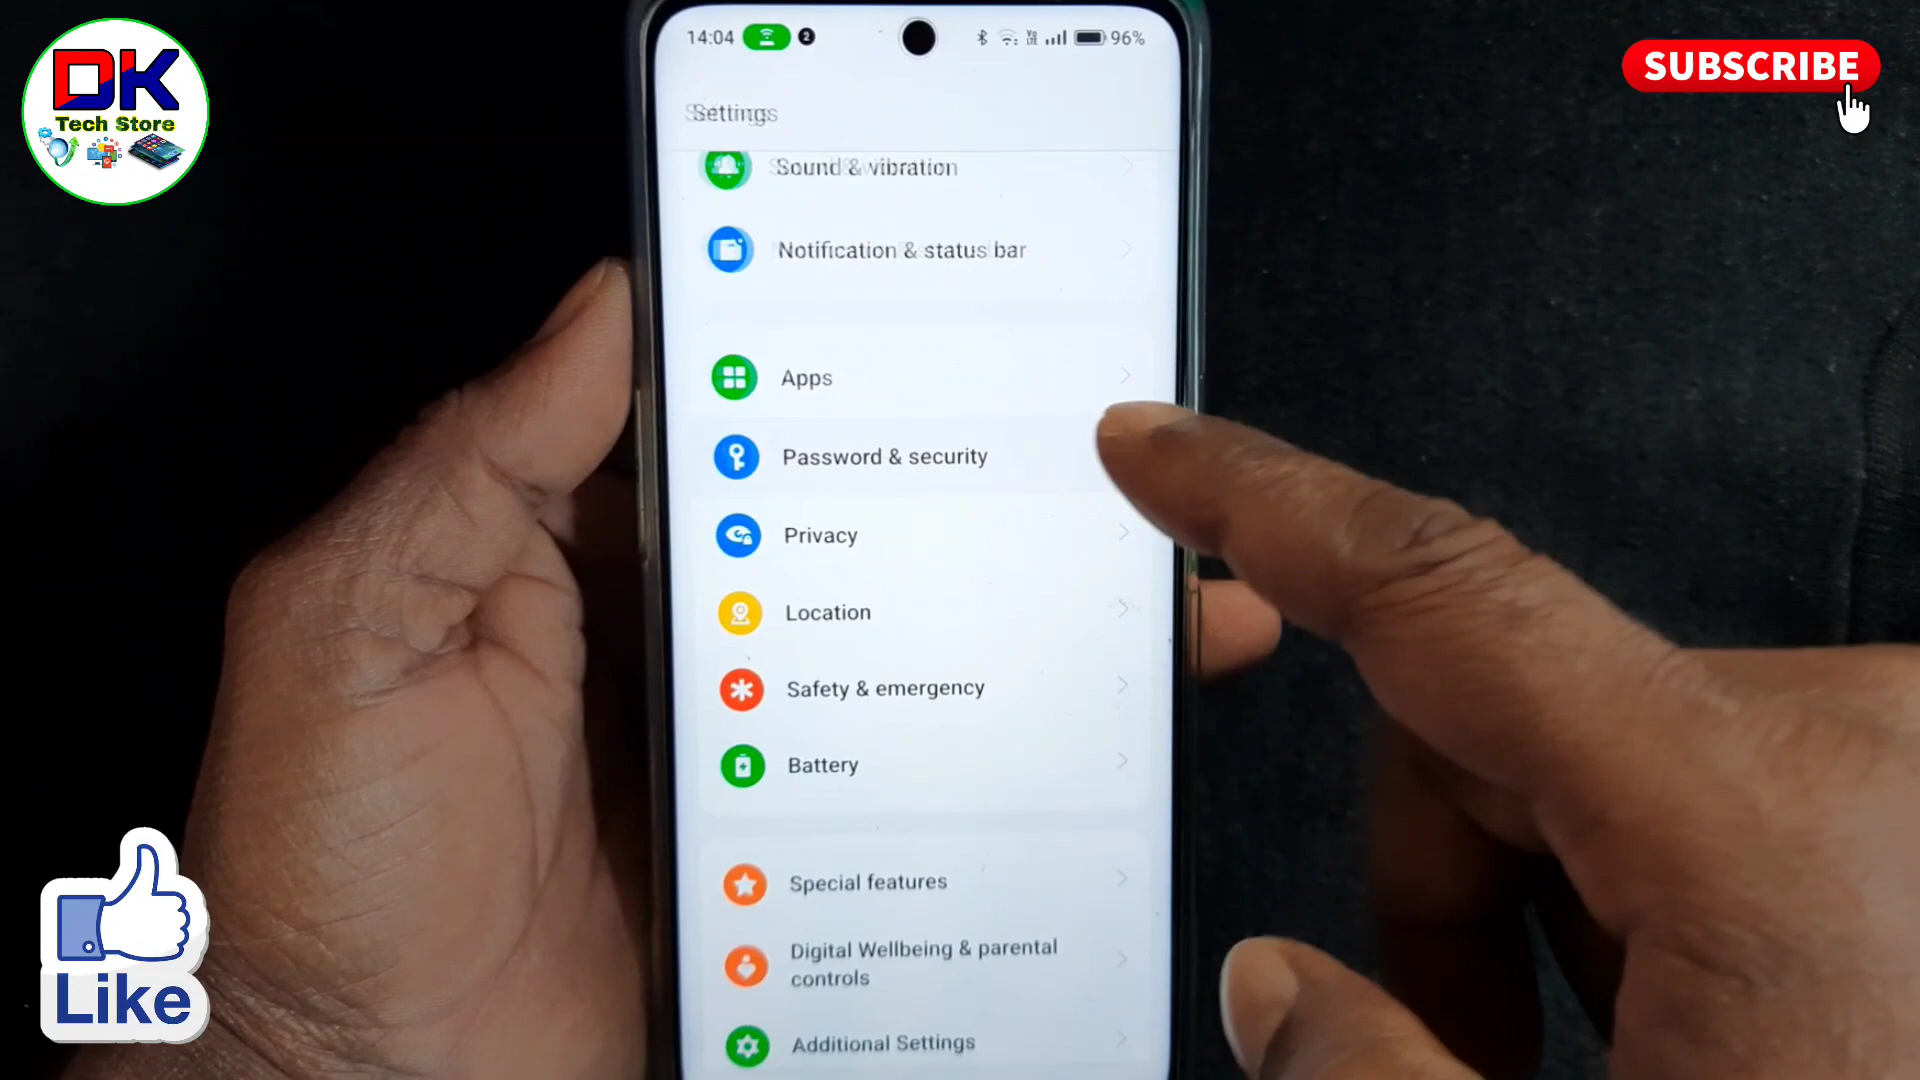 DK
Tech Store
SUBSCRIBE
14:04
2
96%
Settings
Sound & vibration
Notification & status bar
Apps
Password & security
Privacy
Location
Safety & emergency
Battery
Special features
Digital Wellbeing & parental
controls
Additional Settings
Like